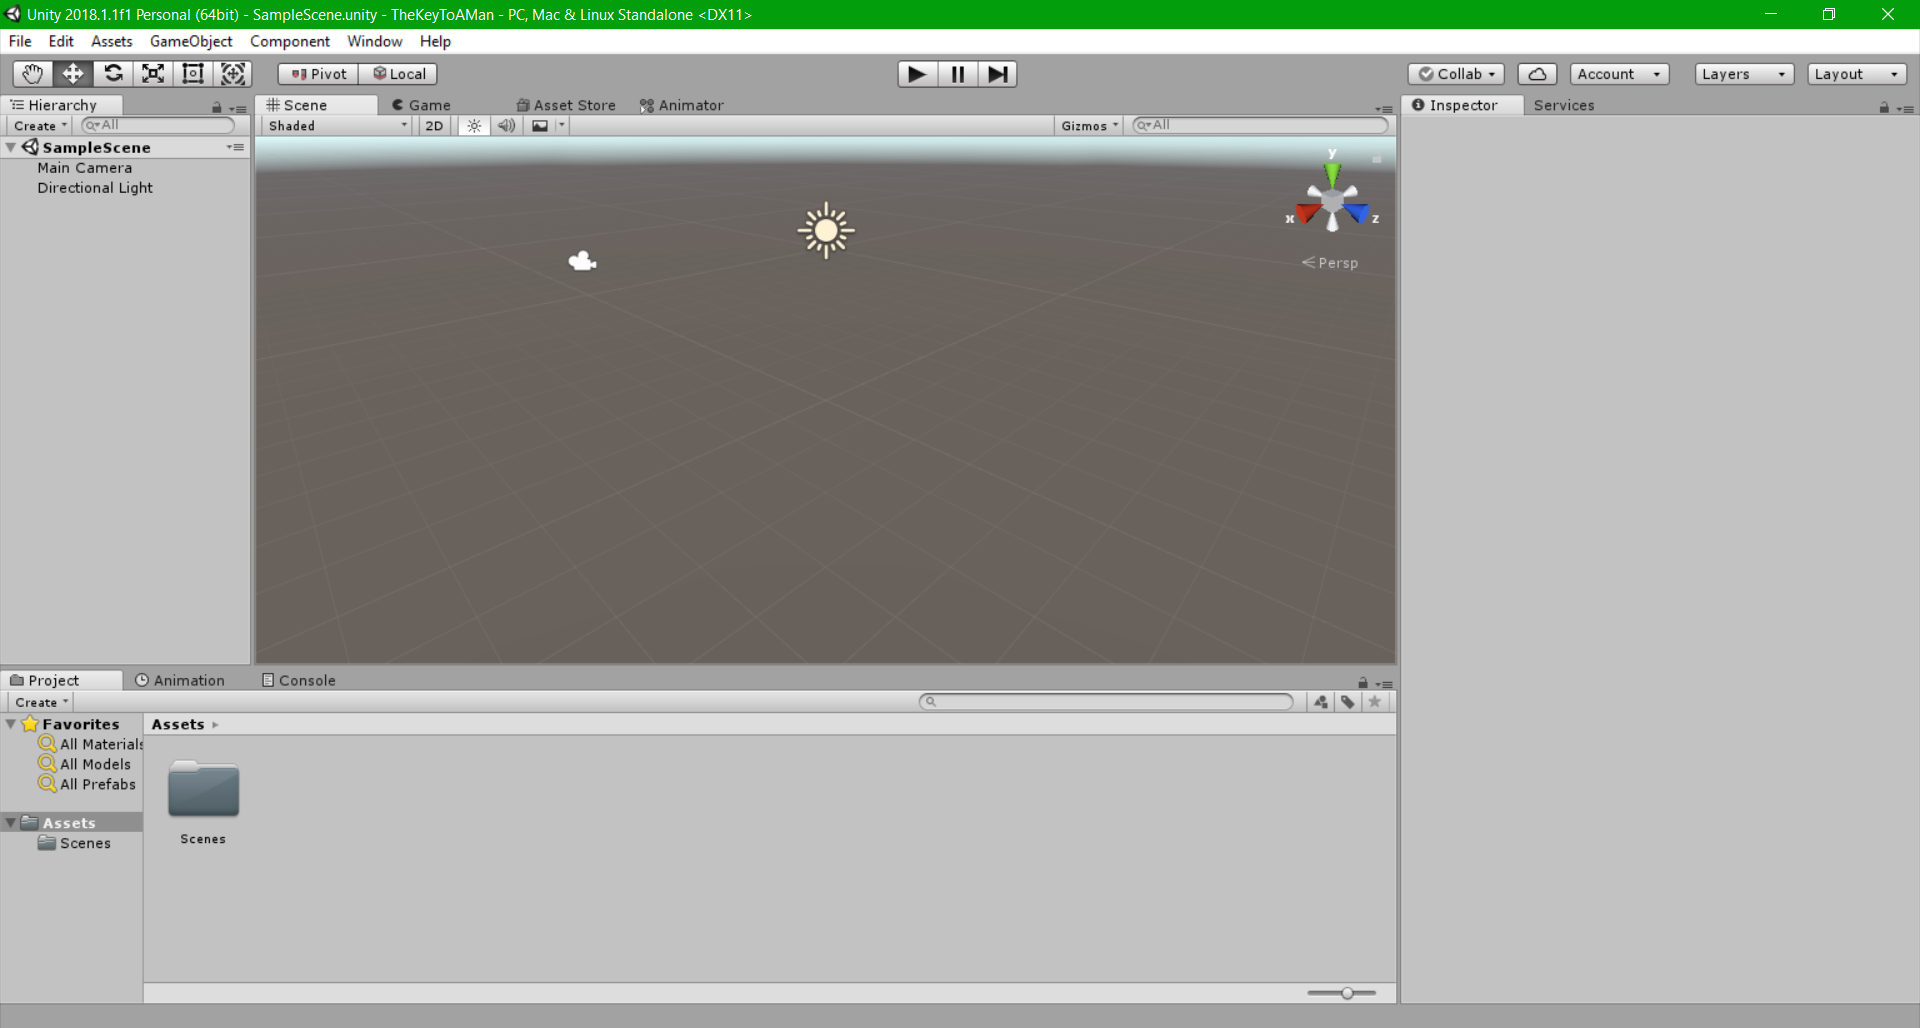 Unity 2018.1.1f1 Personal (64bit) - SampleScene.unity - TheKeyToAMan - PC, Mac & Linux Standalone <DX11>
File Edit Assets GameObject Component Window Help
Pivot Local Collab Account Layers Layout
Hierarchy Scene Game Asset Store Animator Inspector Services
Create All Shaded 2D Gizmos All
SampleScene
Main Camera
Directional Light
y
x z
Persp
Project Animation Console
Create
Favorites Assets
All Materials
All Models
All Prefabs
Assets
Scenes
Scenes